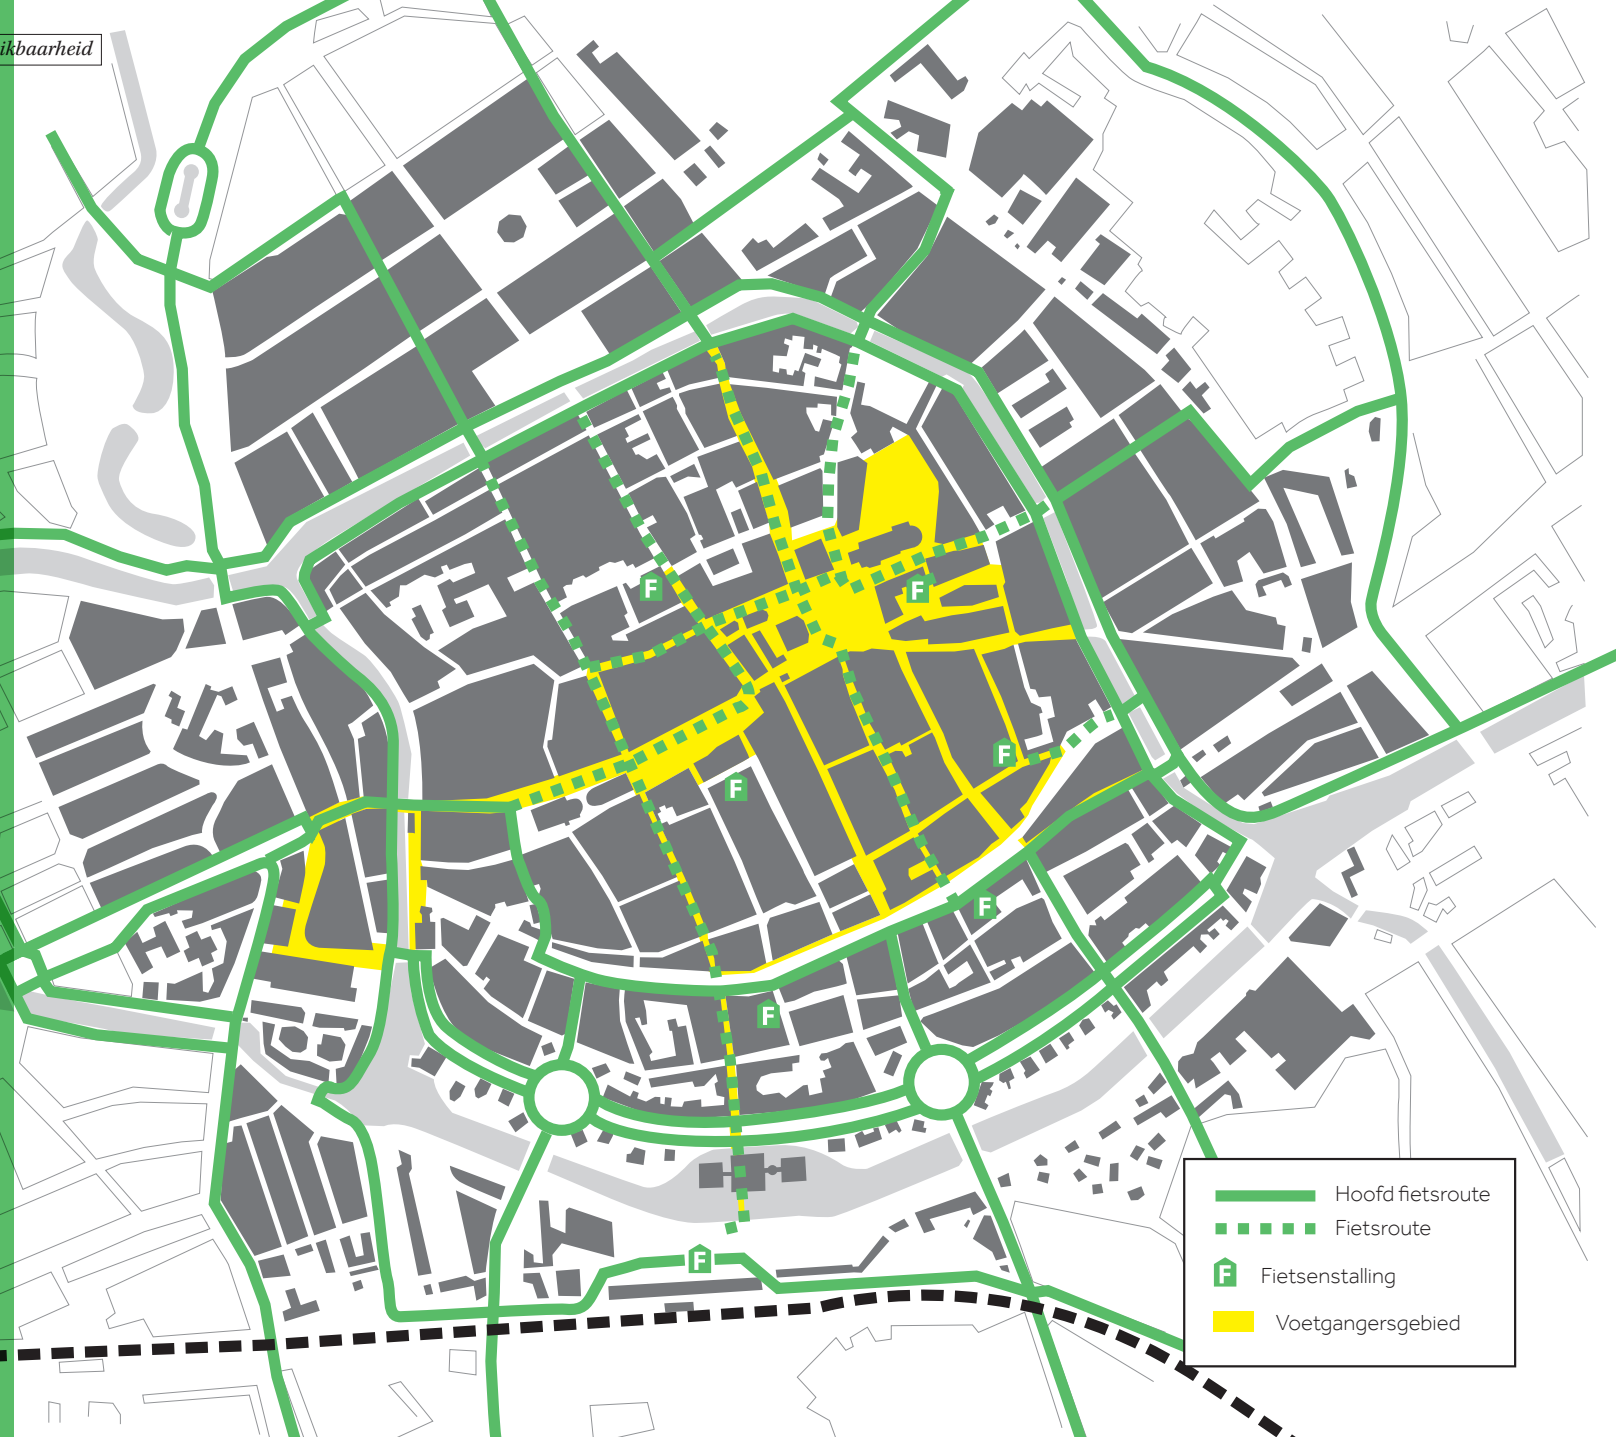 ikbaarheid
F
F
F
F
F
F
F
Hoofd fietsroute
Fietsroute
F Fietsenstalling
Voetgangersgebied